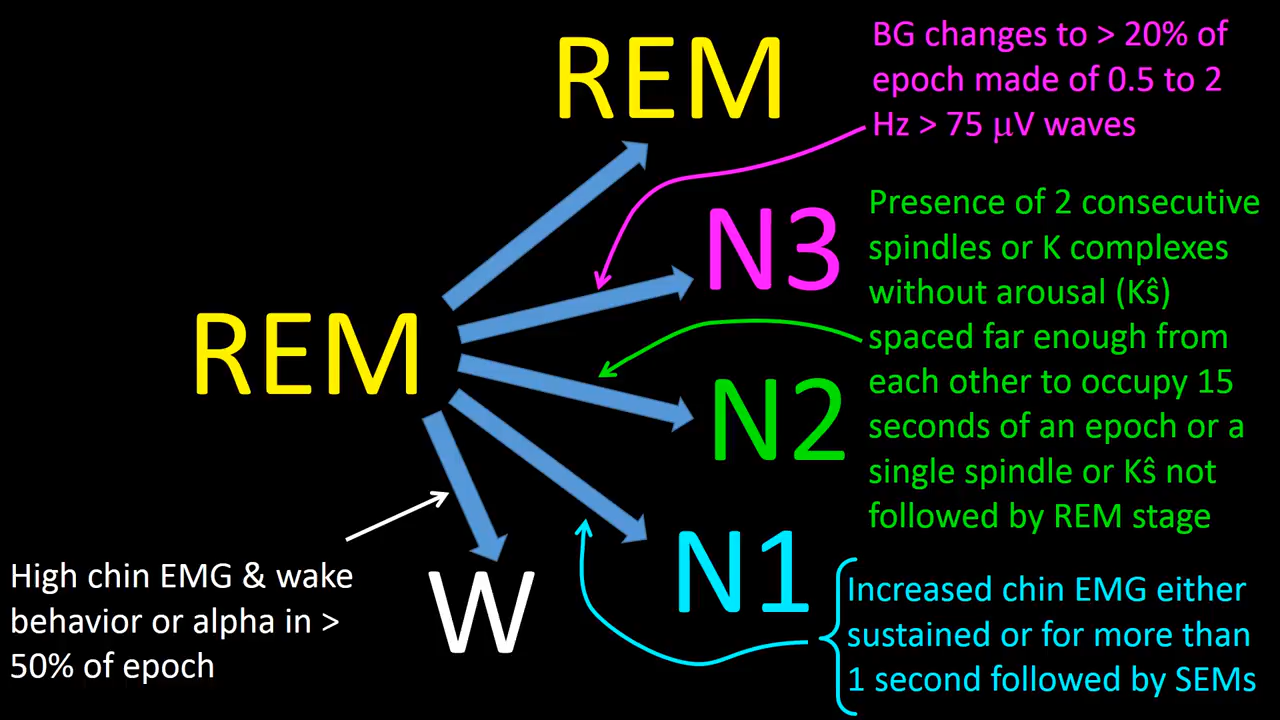 REM
BG changes to > 20% of
epoch made of 0.5 to 2
Hz > 75 μV waves
N3
Presence of 2 consecutive
spindles or K complexes
without arousal (Kŝ)
spaced far enough from
each other to occupy 15
seconds of an epoch or a
single spindle or Kŝ not
followed by REM stage
REM
N2
N1
Increased chin EMG either
sustained or for more than
1 second followed by SEMs
W
High chin EMG & wake
behavior or alpha in >
50% of epoch